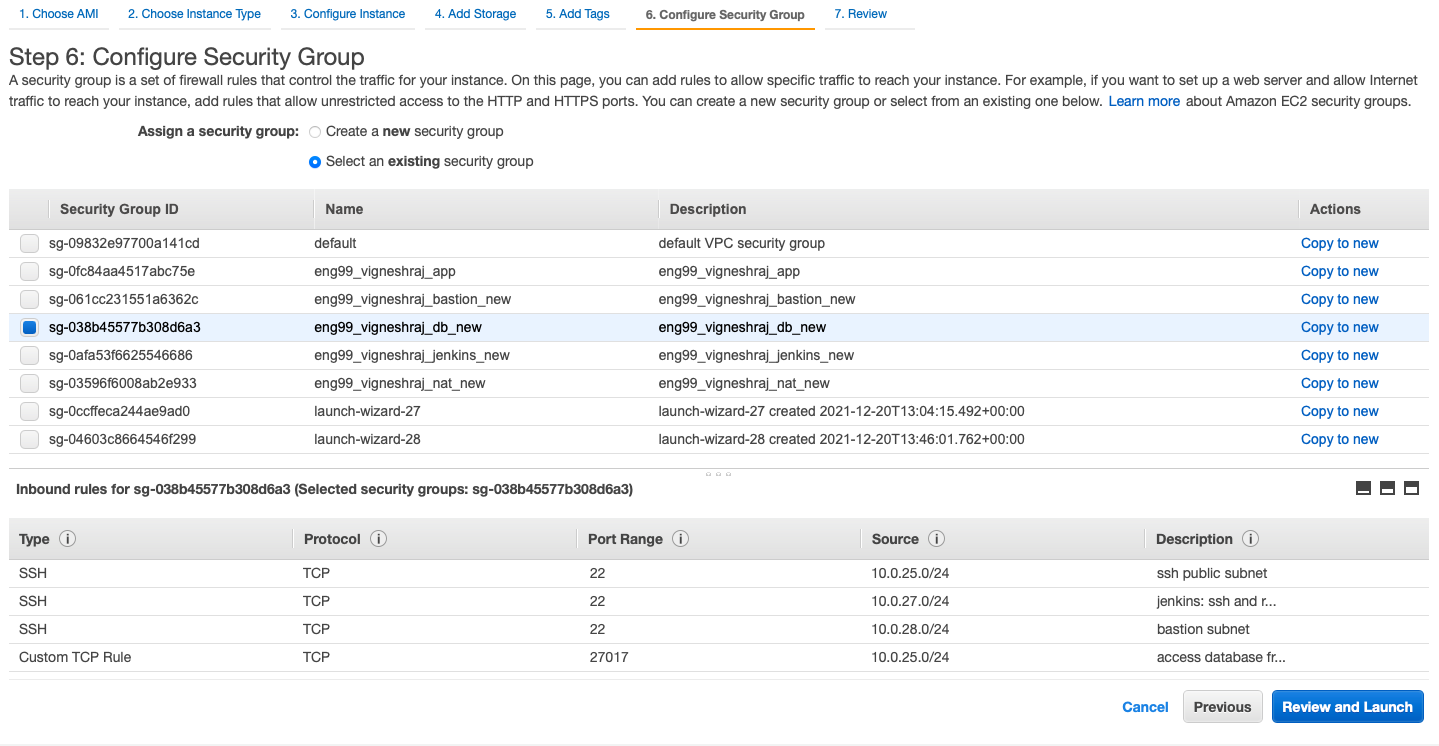 1. Choose AMI 2. Choose Instance Type 3. Configure Instance 4. Add Storage 5. Add Tags 6. Configure Security Group 7. Review
Step 6: Configure Security Group
A security group is a set of firewall rules that control the traffic for your instance. On this page, you can add rules to allow specific traffic to reach your instance. For example, if you want to set up a web server and allow Internet
traffic to reach your instance, add rules that allow unrestricted access to the HTTP and HTTPS ports. You can create a new security group or select from an existing one below. Learn more about Amazon EC2 security groups.
Assign a security group: Create a new security group
Select an existing security group
Security Group ID Name Description Actions
sg-09832e97700a141cd default default VPC security group Copy to new
sg-0fc84aa4517abc75e eng99_vigneshraj_app eng99_vigneshraj_app Copy to new
sg-061cc231551a6362c eng99_vigneshraj_bastion_new eng99_vigneshraj_bastion_new Copy to new
sg-038b45577b308d6a3 eng99_vigneshraj_db_new eng99_vigneshraj_db_new Copy to new
sg-0afa53f6625546686 eng99_vigneshraj_jenkins_new eng99_vigneshraj_jenkins_new Copy to new
sg-03596f6008ab2e933 eng99_vigneshraj_nat_new eng99_vigneshraj_nat_new Copy to new
sg-0ccffeca244ae9ad0 launch-wizard-27 launch-wizard-27 created 2021-12-20T13:04:15.492+00:00 Copy to new
sg-04603c8664546f299 launch-wizard-28 launch-wizard-28 created 2021-12-20T13:46:01.762+00:00 Copy to new
Inbound rules for sg-038b45577b308d6a3 (Selected security groups: sg-038b45577b308d6a3)
Type i Protocol i Port Range i Source i Description i
SSH TCP 22 10.0.25.0/24 ssh public subnet
SSH TCP 22 10.0.27.0/24 jenkins: ssh and r...
SSH TCP 22 10.0.28.0/24 bastion subnet
Custom TCP Rule TCP 27017 10.0.25.0/24 access database fr...
Cancel Previous Review and Launch